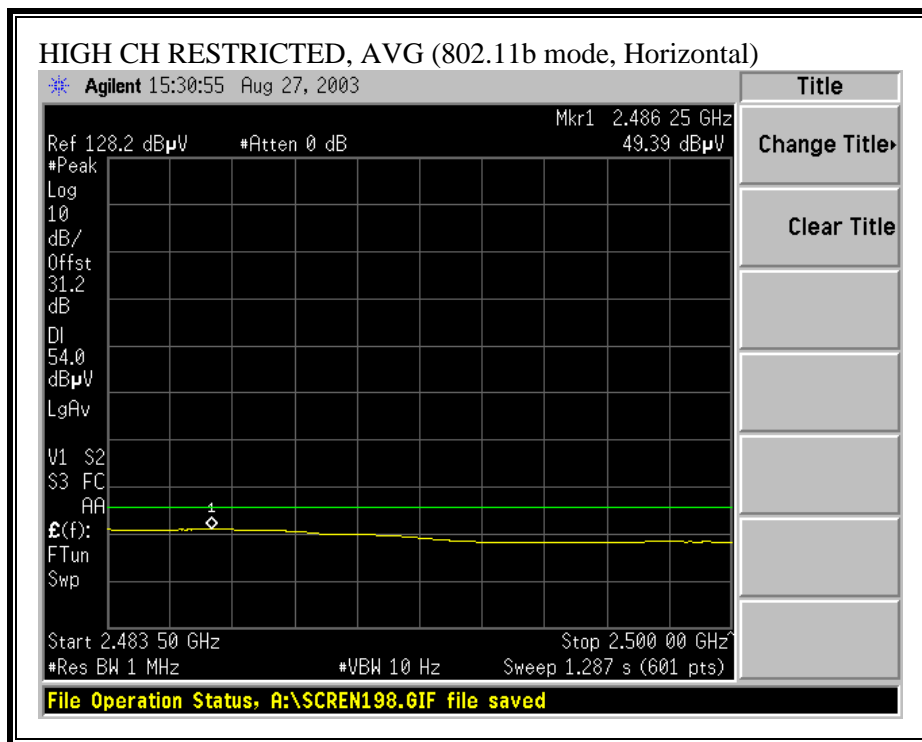 HIGH CH RESTRICTED, AVG (802.11b mode, Horizontal)
Agilent 15:30:55 Aug 27, 2003
Title
Mkr1 2.486 25 GHz
Ref 128.2 dBµV #Atten 0 dB 49.39 dBµV
Change Title
Clear Title
#Peak
Log
10
dB/
Offst
31.2
dB
DI
54.0
dBµV
LgAv
V1 S2
S3 FC
AA
1
£(f):
FTun
Swp
Start 2.483 50 GHz Stop 2.500 00 GHz^
#Res BW 1 MHz #VBW 10 Hz Sweep 1.287 s (601 pts)
File Operation Status, A:\SCREN198.GIF file saved